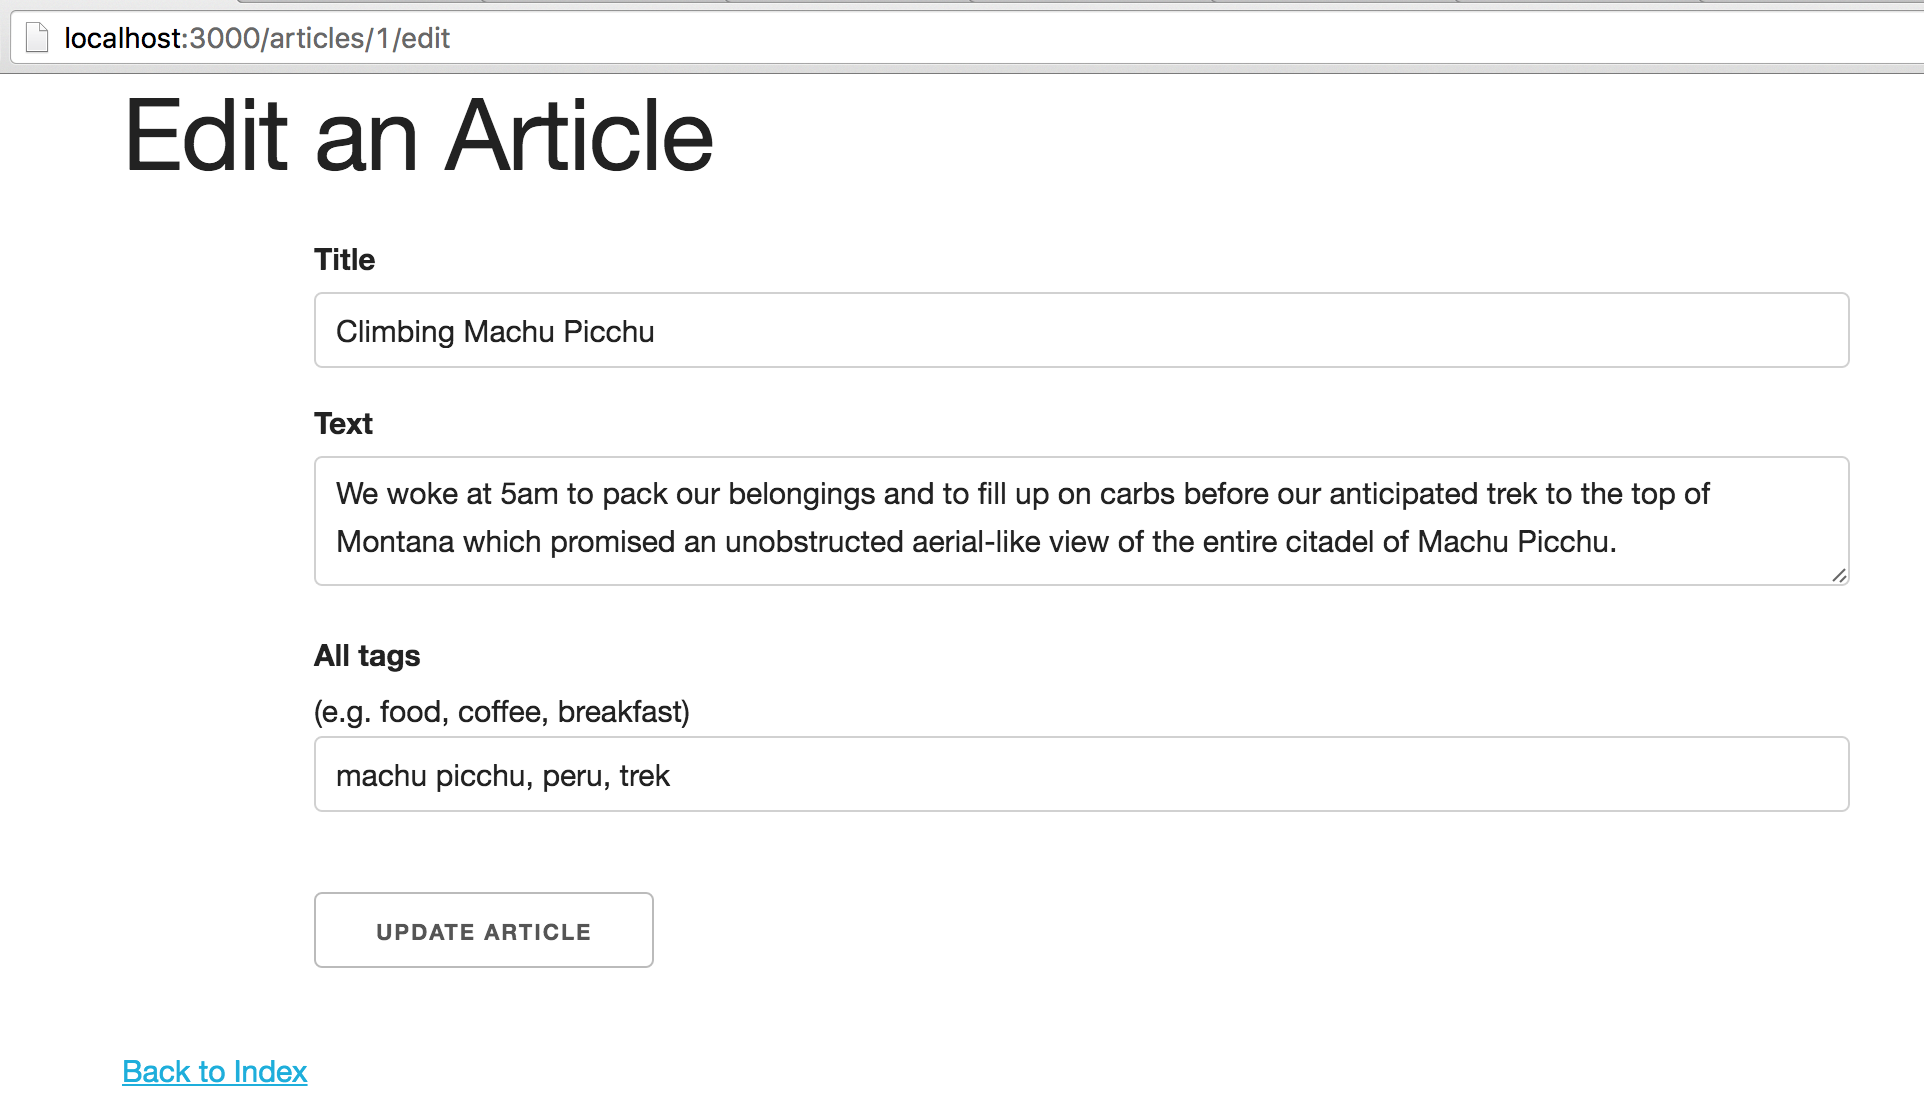 localhost:3000/articles/1/edit
Edit an Article
Title
Climbing Machu Picchu
Text
We woke at 5am to pack our belongings and to fill up on carbs before our anticipated trek to the top of
Montana which promised an unobstructed aerial-like view of the entire citadel of Machu Picchu.
All tags
(e.g. food, coffee, breakfast)
machu picchu, peru, trek
UPDATE ARTICLE
Back to Index